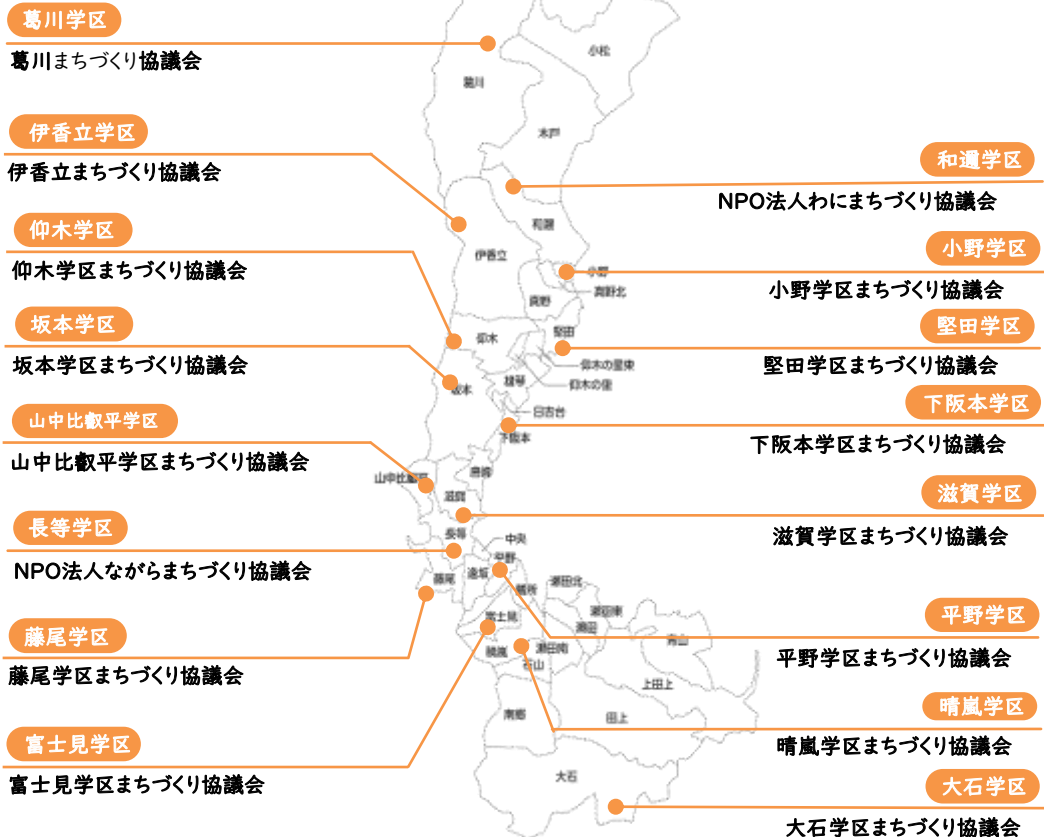 葛川学区
葛川まちづくり協議会
伊香立学区
伊香立まちづくり協議会
仰木学区
仰木学区まちづくり協議会
坂本学区
坂本学区まちづくり協議会
山中比叡平学区
山中比叡平学区まちづくり協議会
長等学区
NPO法人ながらまちづくり協議会
藤尾学区
藤尾学区まちづくり協議会
富士見学区
富士見学区まちづくり協議会
小松
葛川
木戸
和邇
伊香立
小野
真野北
真野
堅田
仰木
仰木の里東
仰木の里
雄琴
坂本
日吉台
下阪本
唐崎
山中比叡平
滋賀
長等
中央
平野
藤尾
逢坂
膳所
瀬田北
瀬田東
富士見
瀬田
青山
晴嵐
瀬田南
石山
上田上
南郷
田上
大石
和邇学区
NPO法人わにまちづくり協議会
小野学区
小野学区まちづくり協議会
堅田学区
堅田学区まちづくり協議会
下阪本学区
下阪本学区まちづくり協議会
滋賀学区
滋賀学区まちづくり協議会
平野学区
平野学区まちづくり協議会
晴嵐学区
晴嵐学区まちづくり協議会
大石学区
大石学区まちづくり協議会